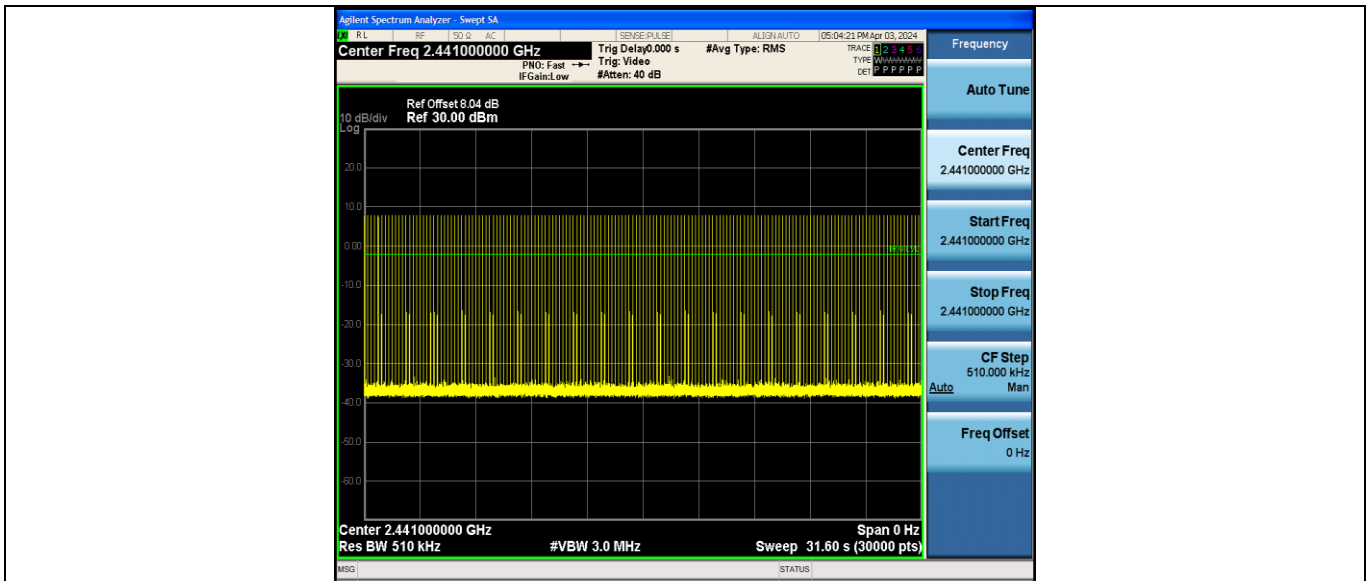 Agilent Spectrum Analyzer - Swept SA
RL RF 50 Ω AC SENSE:PULSE ALIGN AUTO 05:04:21 PM Apr 03, 2024
Center Freq 2.441000000 GHz
PNO: Fast
IFGain:Low
Trig Delay0.000 s
Trig: Video
#Atten: 40 dB
#Avg Type: RMS
TRACE 1 2 3 4 5 6
TYPE
DET P P P P P P
Ref Offset 8.04 dB
10 dB/div Ref 30.00 dBm
Log
20.0
10.0
0.00
-10.0
-20.0
-30.0
-40.0
-50.0
-60.0
Center 2.441000000 GHz Span 0 Hz
Res BW 510 kHz #VBW 3.0 MHz Sweep 31.60 s (30000 pts)
MSG STATUS
Frequency
Auto Tune
Center Freq
2.441000000 GHz
Start Freq
2.441000000 GHz
Stop Freq
2.441000000 GHz
CF Step
510.000 kHz
Auto Man
Freq Offset
0 Hz